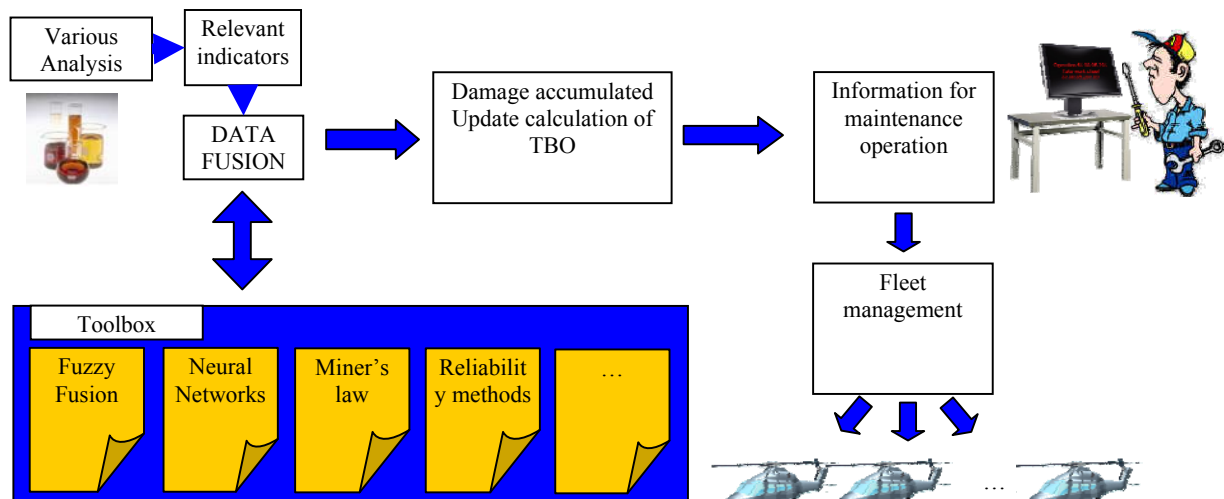 Various
Analysis
Relevant
indicators
DATA
FUSION
Damage accumulated
Update calculation of
TBO
Information for
maintenance
operation
Fleet
management
Toolbox
Fuzzy
Fusion
Neural
Networks
Miner’s
law
Reliabilit
y methods
…
…